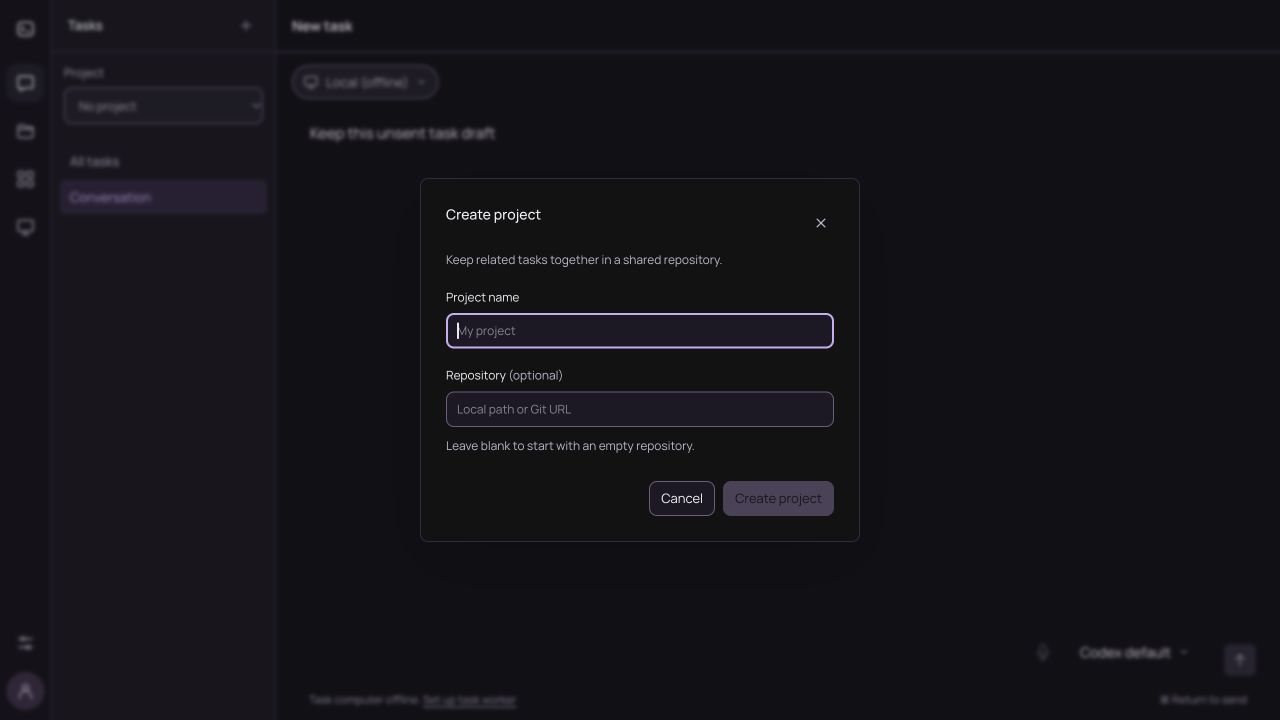 Tasks
New task
Project
No project
Local (offline)
Keep this unsent task draft
All tasks
Conversation
Create project
Keep related tasks together in a shared repository.
Project name
My project
Repository (optional)
Local path or Git URL
Leave blank to start with an empty repository.
Cancel
Create project
Codex default
Task computer offline. Set up task worker
⌘ Return to send